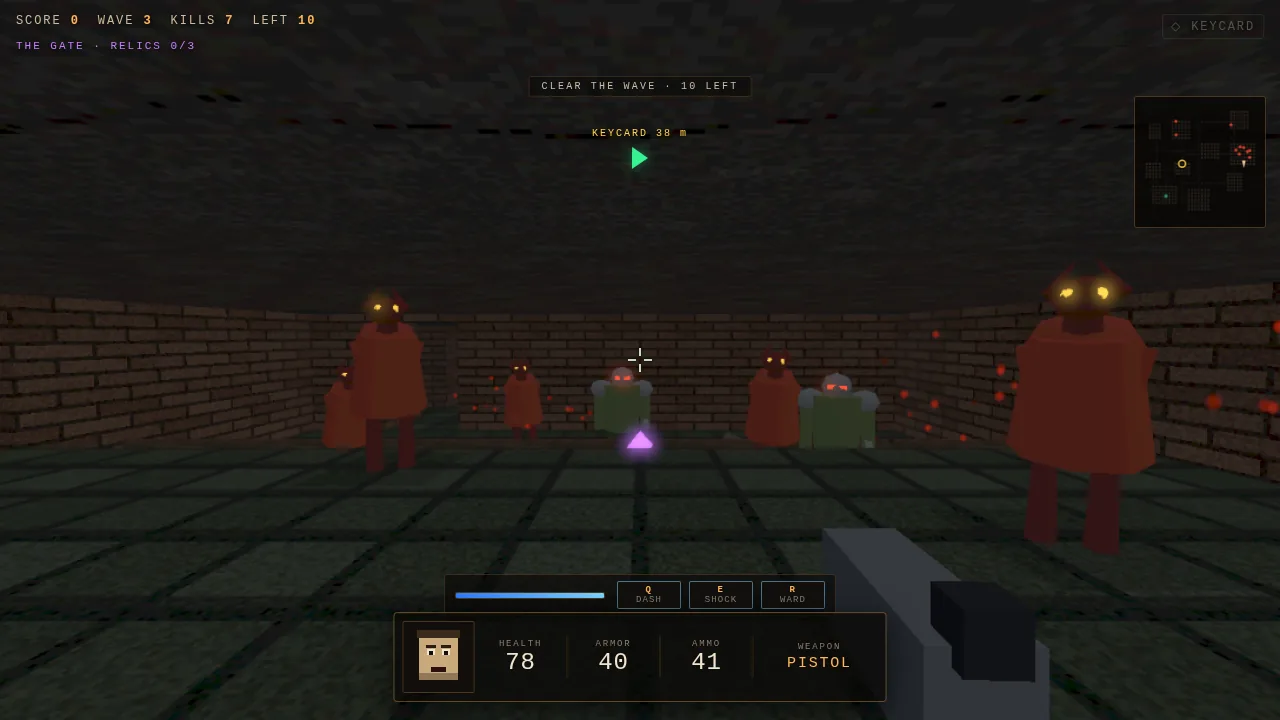 SCORE 0 WAVE 3 KILLS 7 LEFT 10
◇ KEYCARD
THE GATE · RELICS 0/3
CLEAR THE WAVE · 10 LEFT
KEYCARD 38 m
Q DASH
E SHOCK
R WARD
HEALTH 78
ARMOR 40
AMMO 41
WEAPON PISTOL